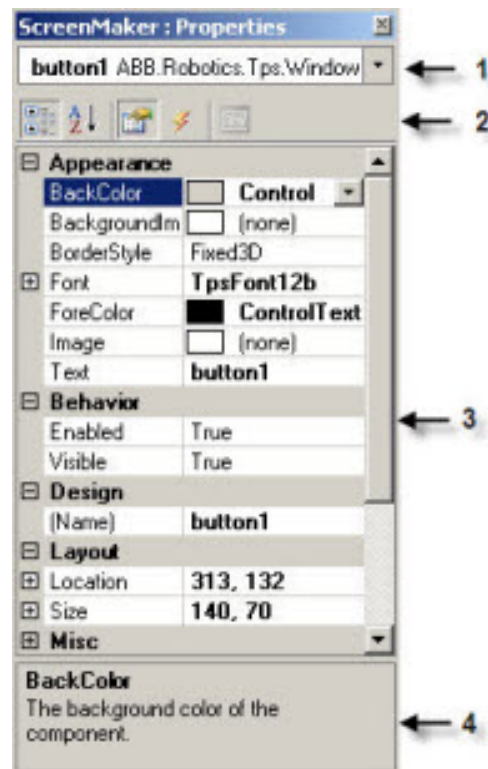 ScreenMaker : Properties
button1 ABB.Robotics.Tps.Window
1
2
Appearance
BackColor Control
BackgroundIm (none)
BorderStyle Fixed3D
Font TpsFont12b
ForeColor ControlText
Image (none)
Text button1
Behavior
3
Enabled True
Visible True
Design
(Name) button1
Layout
Location 313, 132
Size 140, 70
Misc
BackColor
The background color of the
component.
4